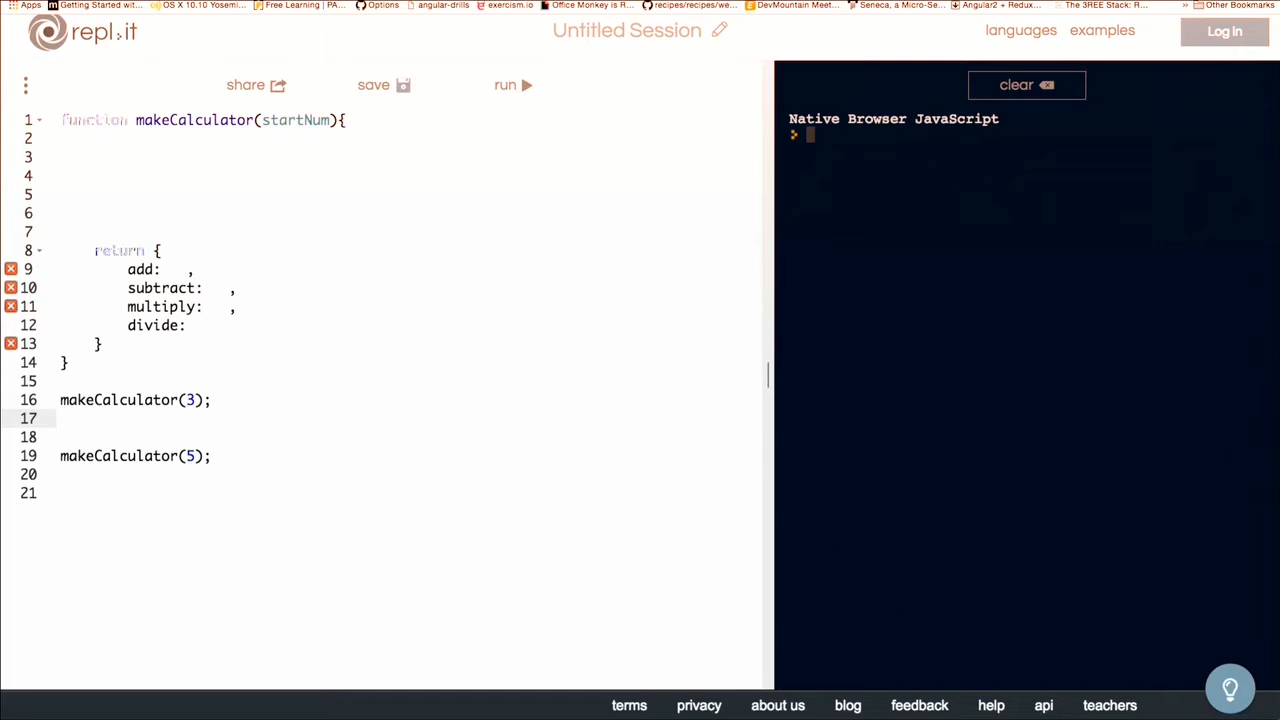 Apps Getting Started wit... OS X 10.10 Yosemi... Free Learning | PA... Options angular-drills exercism.io Office Monkey is R... recipes/recipes/we... DevMountain Meet... Seneca, a Micro-Se... Angular2 + Redux... The 3REE Stack: R... » Other Bookmarks
repl.it Untitled Session languages examples Log in
share save run clear
1 function makeCalculator(startNum){
2
3
4
5
6
7
8 return {
9 add: ,
10 subtract: ,
11 multiply: ,
12 divide:
13 }
14 }
15
16 makeCalculator(3);
17
18
19 makeCalculator(5);
20
21
Native Browser JavaScript
>
terms privacy about us blog feedback help api teachers